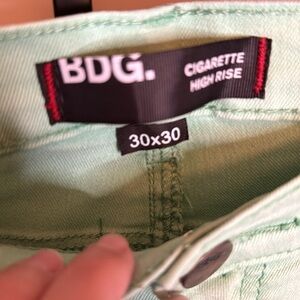 BDG.
CIGARETTE
HIGH RISE
30x30